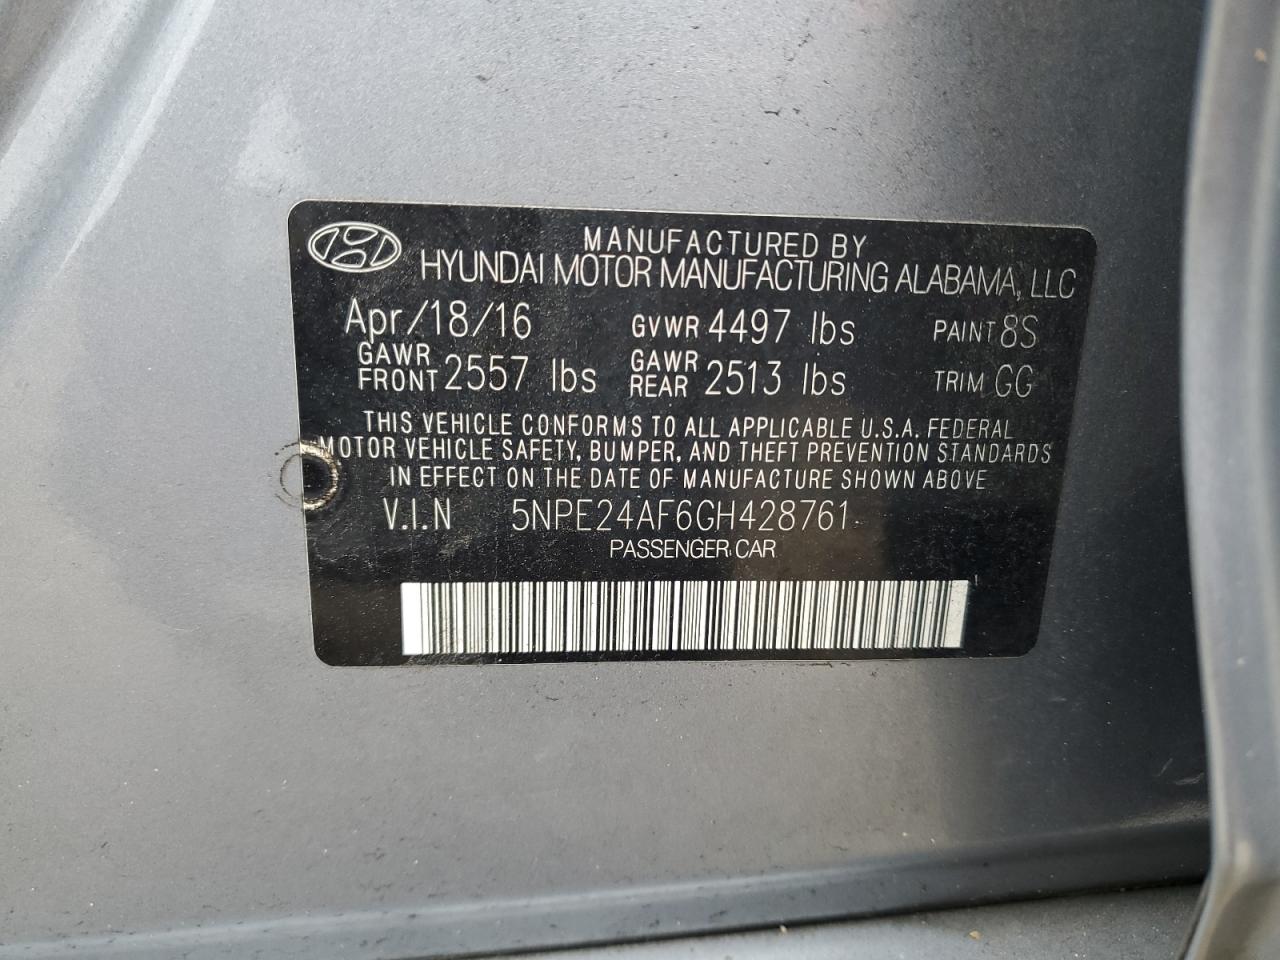 MANUFACTURED BY
HYUNDAI MOTOR MANUFACTURING ALABAMA, LLC
Apr/18/16 GVWR 4497 lbs PAINT 8S
GAWR FRONT 2557 lbs GAWR REAR 2513 lbs TRIM GG
THIS VEHICLE CONFORMS TO ALL APPLICABLE U.S.A. FEDERAL
MOTOR VEHICLE SAFETY, BUMPER, AND THEFT PREVENTION STANDARDS
IN EFFECT ON THE DATE OF MANUFACTURE SHOWN ABOVE
V.I.N 5NPE24AF6GH428761
PASSENGER CAR